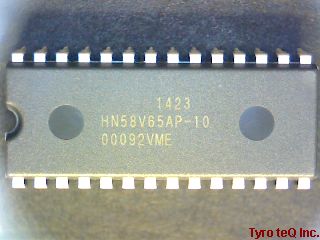 1423
HN58V65AP-10
00092VME
Tyro teQ Inc.